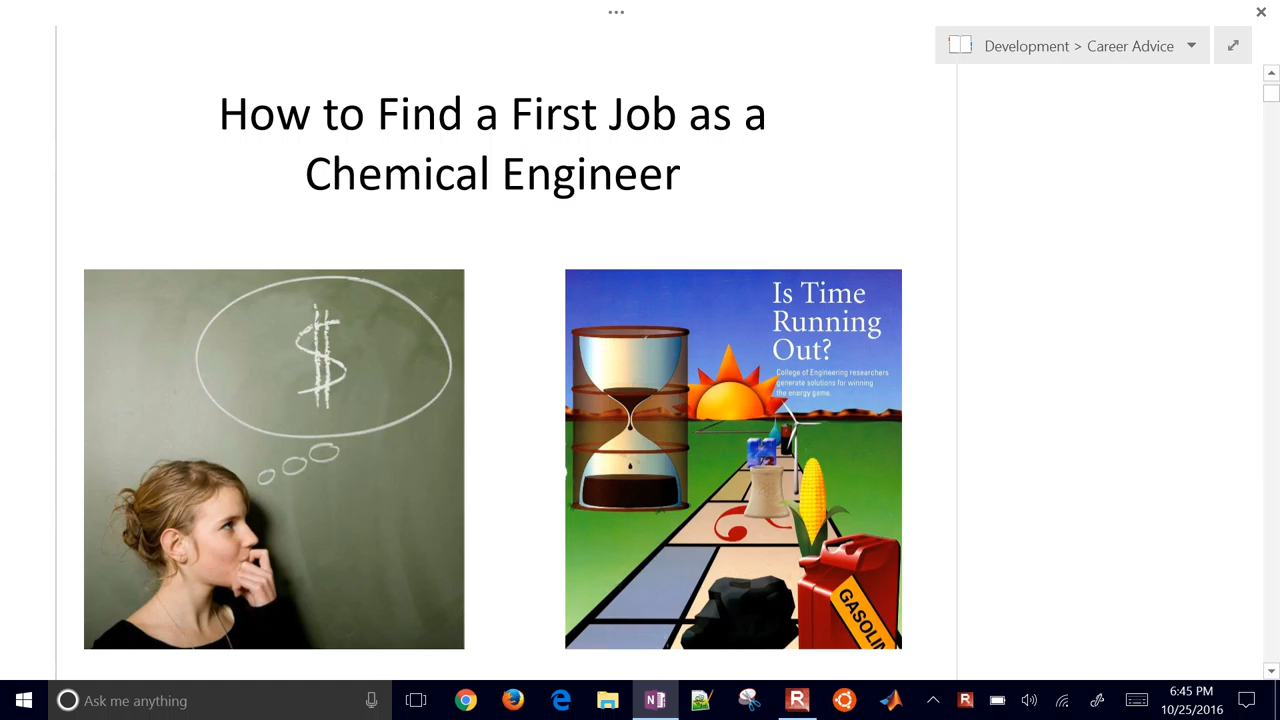 Development > Career Advice
How to Find a First Job as a
Chemical Engineer
$
Is Time
Running
Out?
College of Engineering researchers
generate solutions for winning
the energy game.
GASOLIN
Ask me anything
6:45 PM
10/25/2016